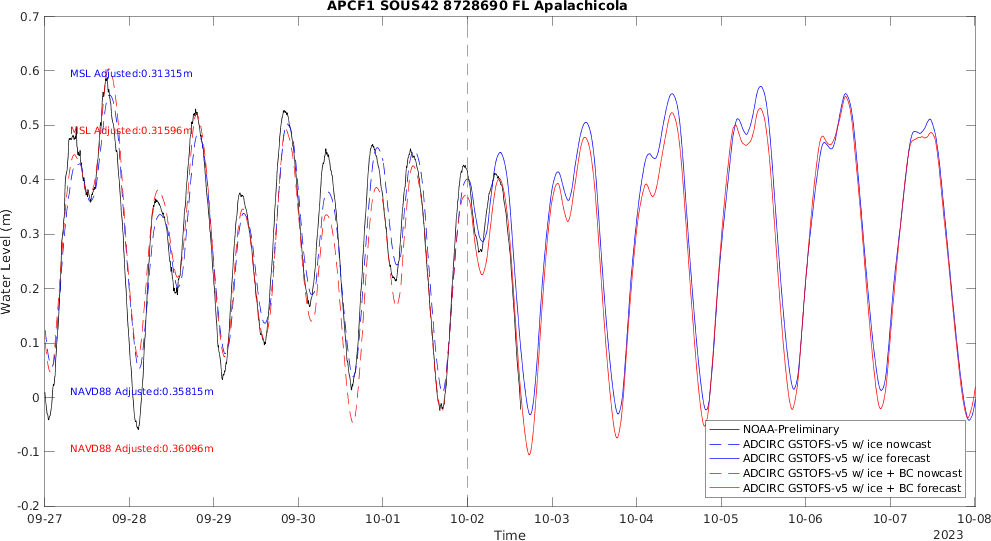 APCF1 SOUS42 8728690 FL Apalachicola
0.7
0.6
0.5
0.4
0.3
0.2
0.1
0
-0.1
-0.2
Water Level (m)
MSL Adjusted:0.31315m
MSL Adjusted:0.31596m
NAVD88 Adjusted:0.35815m
NAVD88 Adjusted:0.36096m
NOAA-Preliminary
ADCIRC GSTOFS-v5 w/ ice nowcast
ADCIRC GSTOFS-v5 w/ ice forecast
ADCIRC GSTOFS-v5 w/ ice + BC nowcast
ADCIRC GSTOFS-v5 w/ ice + BC forecast
09-27 09-28 09-29 09-30 10-01 10-02 10-03 10-04 10-05 10-06 10-07 10-08
Time
2023